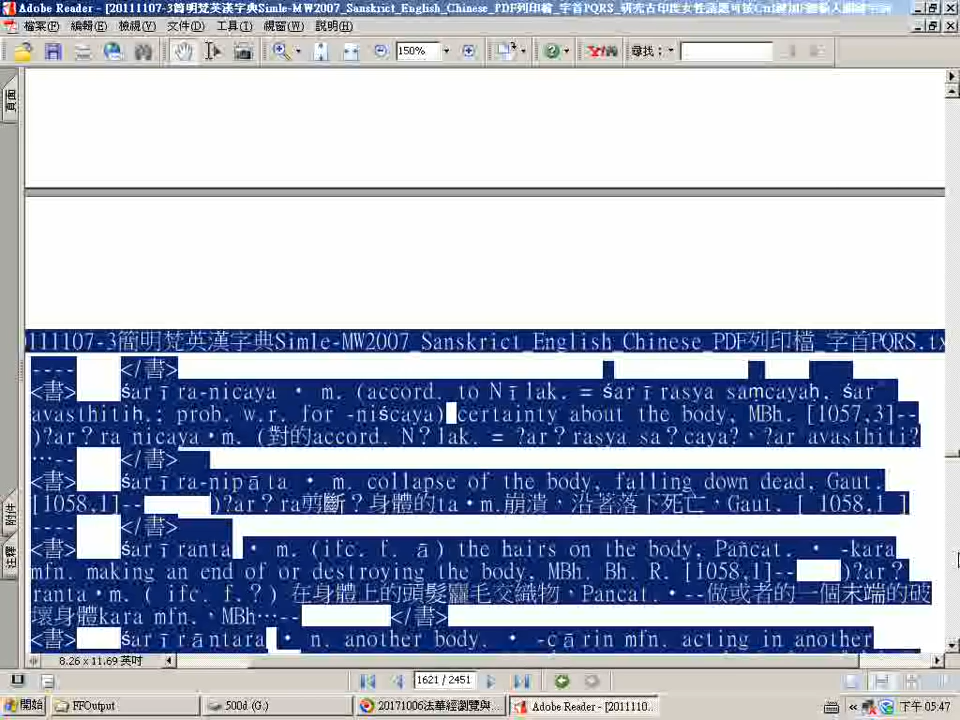 Adobe Reader - [20111107-3簡明梵英漢字典Simle-MW2007_Sanskrict_English_Chinese_PDF列印檔_字首PQRS_研究古印度女性議題可按Ctrl鍵加F鍵輸入關鍵字
檔案(F) 編輯(E) 檢視(V) 文件(D) 工具(T) 視窗(W) 說明(H)
150% Y! 尋找：
頁面
附件
注釋
111107-3簡明梵英漢字典Simle-MW2007_Sanskrict_English_Chinese_PDF列印檔_字首PQRS.tx
---- </書>
<書> śarīra-nicaya • m. (accord. to Nīlak. = śarīrasya saṃcayaḥ, śar
avasthitiḥ.; prob. w.r. for -niścaya) certainty about the body, MBh. [1057,3]--
)?ar？ra nicaya•m. (對的accord. N？lak. = ?ar？rasya sa？caya?，?ar avasthiti?
…-- </書>
<書> śarīra-nipāta • m. collapse of the body, falling down dead, Gaut.
[1058,1]-- )?ar？ra剪斷？身體的ta•m.崩潰，沿著落下死亡，Gaut. [ 1058,1 ]
---- </書>
<書> śarīranta • m. (ifc. f. ā) the hairs on the body, Pañcat. • -kara
mfn. making an end of or destroying the body, MBh. Bh. R. [1058,1]-- )?ar？
ranta•m. ( ifc. f.？) 在身體上的頭髮龖毛交織物，Pancat.•--做或者的一個末端的破
壞身體kara mfn. ，MBh… </書>
<書> śarīrāntara • n. another body. • -cārin mfn. acting in another
8.26 x 11.69 英吋 1621 / 2451
開始 FFOutput 500d (G:) 20171006法華經瀏覽與... Adobe Reader - [2011110... 下午 05:47